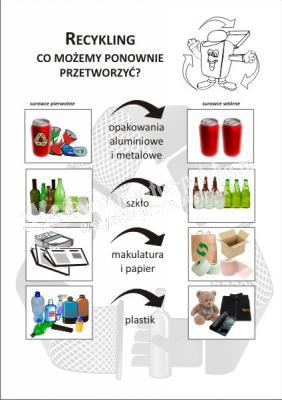 RECYKLING
CO MOŻEMY PONOWNIE
PRZETWORZYĆ?
surowce pierwotne
surowce wtórne
opakowania
aluminiowe
i metalowe
szkło
makulatura
i papier
plastik